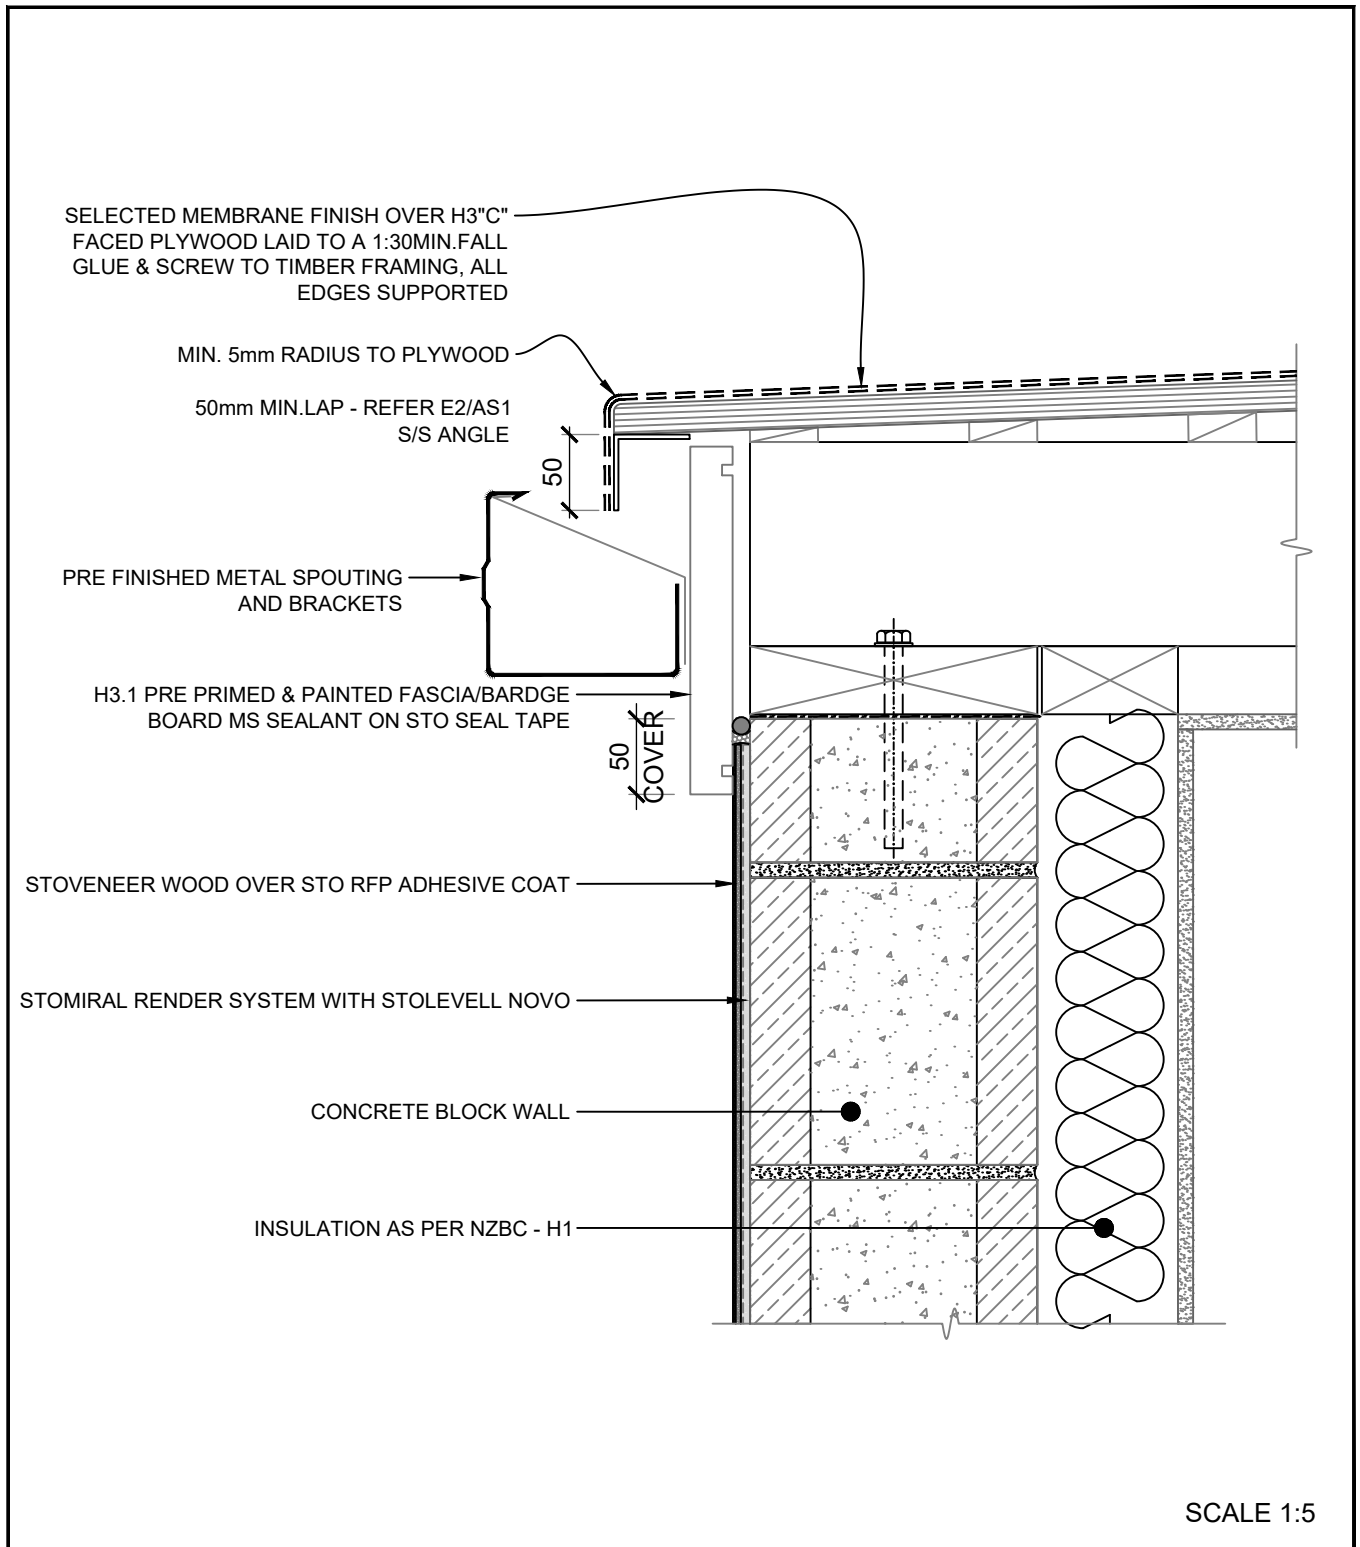 SELECTED MEMBRANE FINISH OVER H3"C"
FACED PLYWOOD LAID TO A 1:30MIN.FALL
GLUE & SCREW TO TIMBER FRAMING, ALL
EDGES SUPPORTED
MIN. 5mm RADIUS TO PLYWOOD
50mm MIN.LAP - REFER E2/AS1
S/S ANGLE
50
PRE FINISHED METAL SPOUTING
AND BRACKETS
H3.1 PRE PRIMED & PAINTED FASCIA/BARDGE
BOARD MS SEALANT ON STO SEAL TAPE
50
COVER
STOVENEER WOOD OVER STO RFP ADHESIVE COAT
STOMIRAL RENDER SYSTEM WITH STOLEVELL NOVO
CONCRETE BLOCK WALL
INSULATION AS PER NZBC - H1
SCALE 1:5